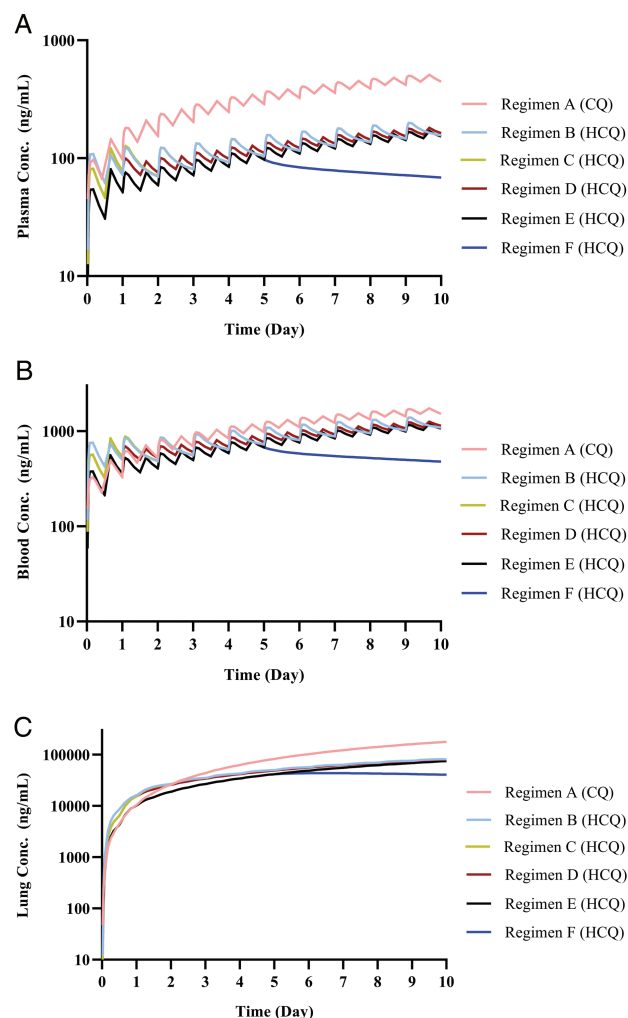 A
Plasma Conc. (ng/mL)
1000
100
10
0 1 2 3 4 5 6 7 8 9 10
Time (Day)
Regimen A (CQ)
Regimen B (HCQ)
Regimen C (HCQ)
Regimen D (HCQ)
Regimen E (HCQ)
Regimen F (HCQ)
B
Blood Conc. (ng/mL)
1000
100
10
0 1 2 3 4 5 6 7 8 9 10
Time (Day)
Regimen A (CQ)
Regimen B (HCQ)
Regimen C (HCQ)
Regimen D (HCQ)
Regimen E (HCQ)
Regimen F (HCQ)
C
Lung Conc. (ng/mL)
100000
10000
1000
100
10
0 1 2 3 4 5 6 7 8 9 10
Time (Day)
Regimen A (CQ)
Regimen B (HCQ)
Regimen C (HCQ)
Regimen D (HCQ)
Regimen E (HCQ)
Regimen F (HCQ)